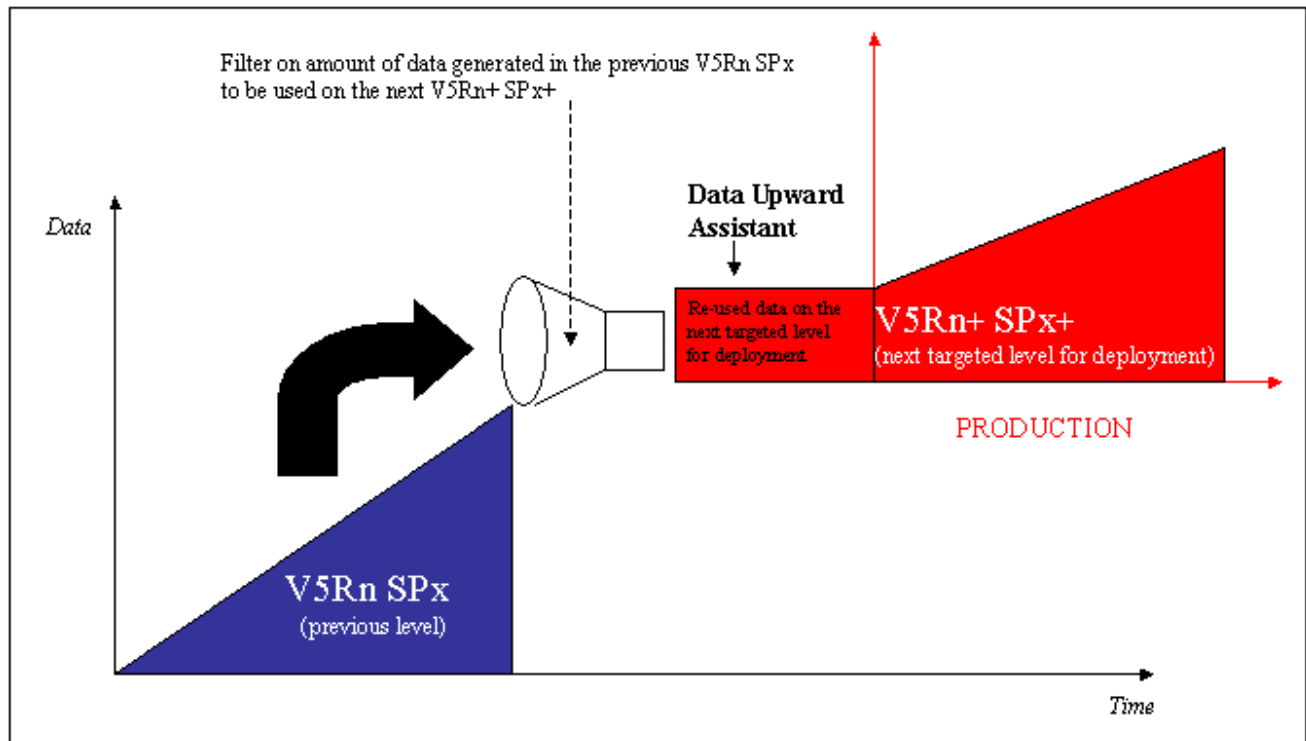 Filter on amount of data generated in the previous V5Rn SPx
to be used on the next V5Rn+ SPx+
Data Upward
Assistant
Data
Re-used data on the
next targeted level
for deployment
V5Rn+ SPx+
(next targeted level for deployment)
PRODUCTION
V5Rn SPx
(previous level)
Time